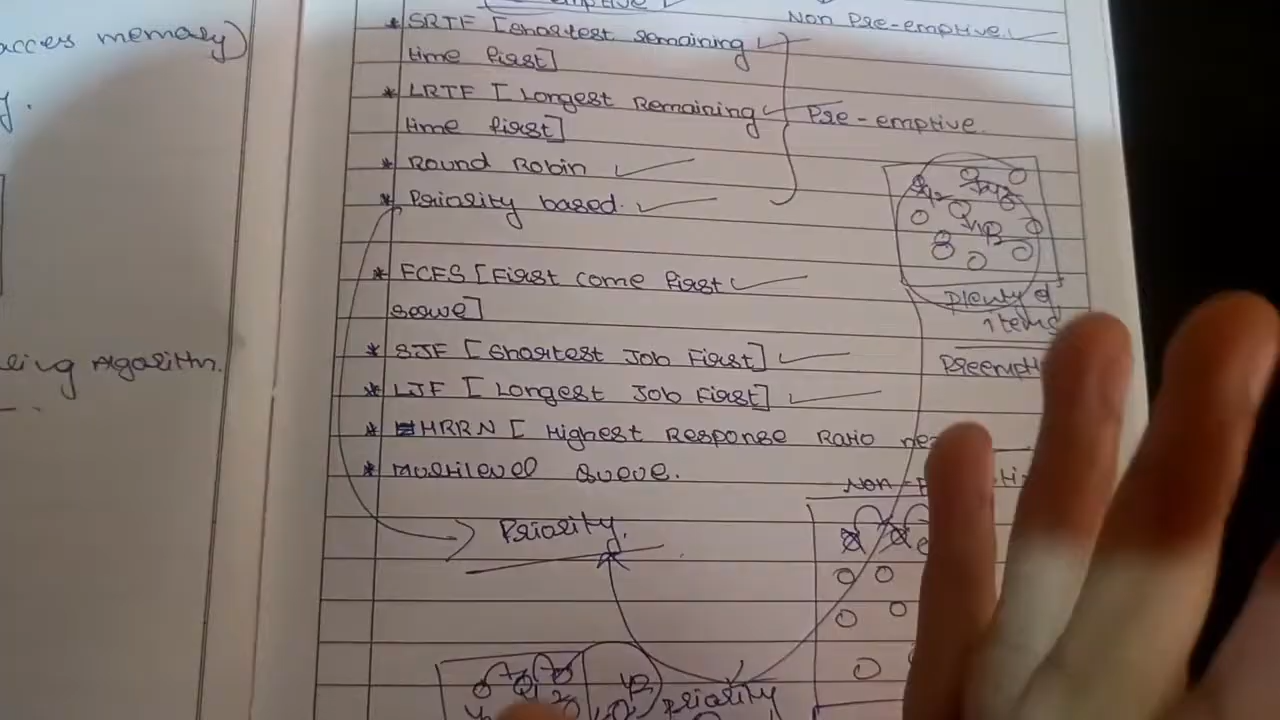 access memory)
y.
Non Pre-emptive.
* SRTF [Shortest remaining
time first]
* LRTF [Longest Remaining
time first]
Pre-emptive
* Round Robin
* Priority based.
* FCFS [First come first
serve]
Plenty of
items
* SJF [Shortest Job First]
Algorithm.
* LJF [Longest Job First]
* HRRN [Highest Response Ratio
* Multilevel Queue.
Non-
Priority.
Priority